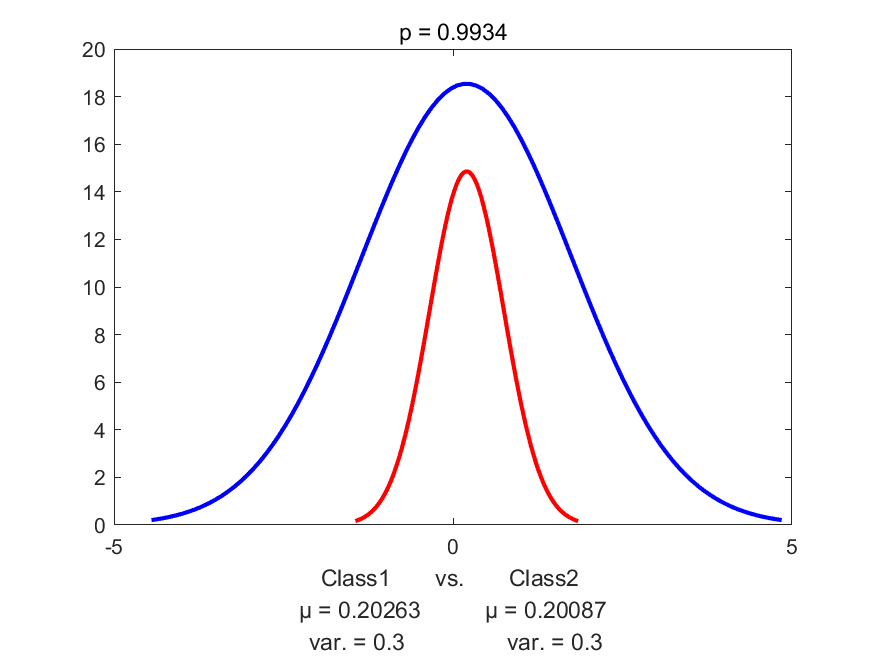 p = 0.9934
20
18
16
14
12
10
8
6
4
2
0
-5 0 5
Class1 vs. Class2
μ = 0.20263 μ = 0.20087
var. = 0.3 var. = 0.3